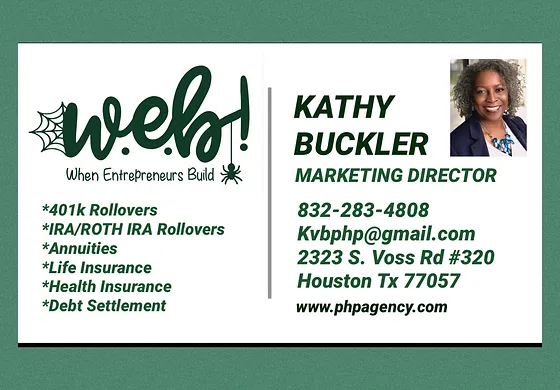 w.e.b!
When Entrepreneurs Build
*401k Rollovers
*IRA/ROTH IRA Rollovers
*Annuities
*Life Insurance
*Health Insurance
*Debt Settlement
KATHY
BUCKLER
MARKETING DIRECTOR
832-283-4808
Kvbphp@gmail.com
2323 S. Voss Rd #320
Houston Tx 77057
www.phpagency.com